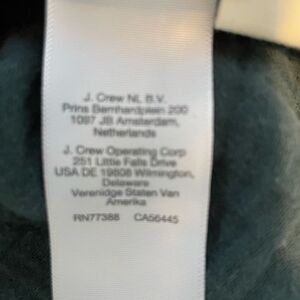 J. Crew NL B.V.
Prins Bernhardplein 200
1097 JB Amsterdam,
Netherlands
J. Crew Operating Corp
251 Little Falls Drive
USA DE 19808 Wilmington,
Delaware
Verenidge Staten Van
Amerika
RN77388 CA56445